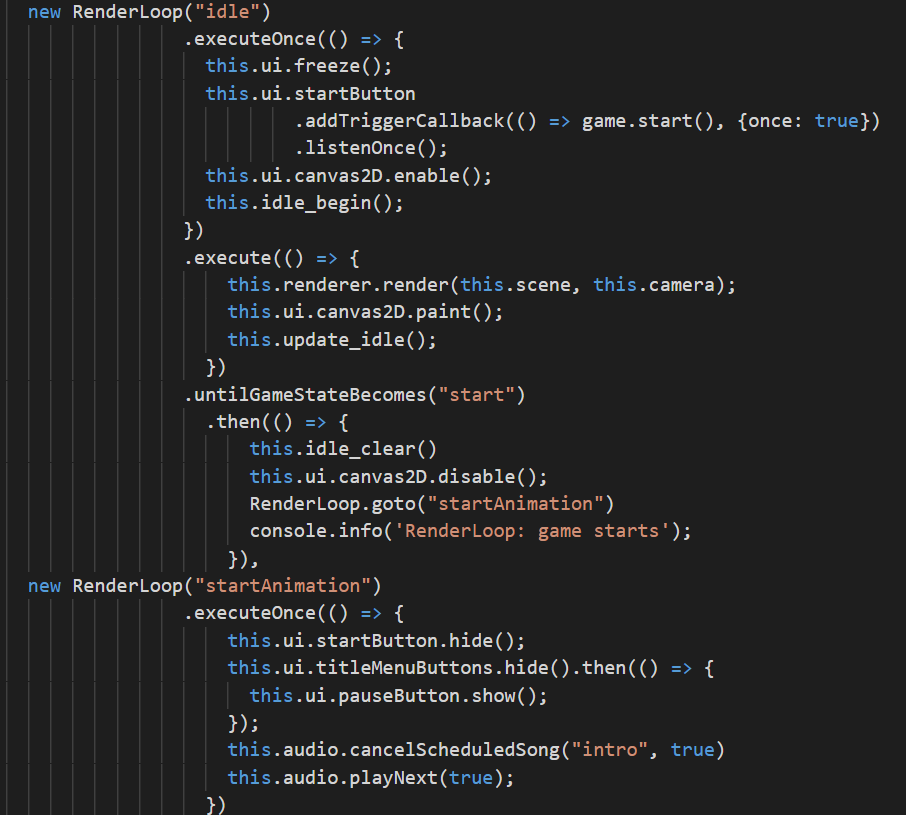 new RenderLoop("idle")
.executeOnce(() => {
this.ui.freeze();
this.ui.startButton
.addTriggerCallback(() => game.start(), {once: true})
.listenOnce();
this.ui.canvas2D.enable();
this.idle_begin();
})
.execute(() => {
this.renderer.render(this.scene, this.camera);
this.ui.canvas2D.paint();
this.update_idle();
})
.untilGameStateBecomes("start")
.then(() => {
this.idle_clear()
this.ui.canvas2D.disable();
RenderLoop.goto("startAnimation")
console.info('RenderLoop: game starts');
}),
new RenderLoop("startAnimation")
.executeOnce(() => {
this.ui.startButton.hide();
this.ui.titleMenuButtons.hide().then(() => {
this.ui.pauseButton.show();
});
this.audio.cancelScheduledSong("intro", true)
this.audio.playNext(true);
})